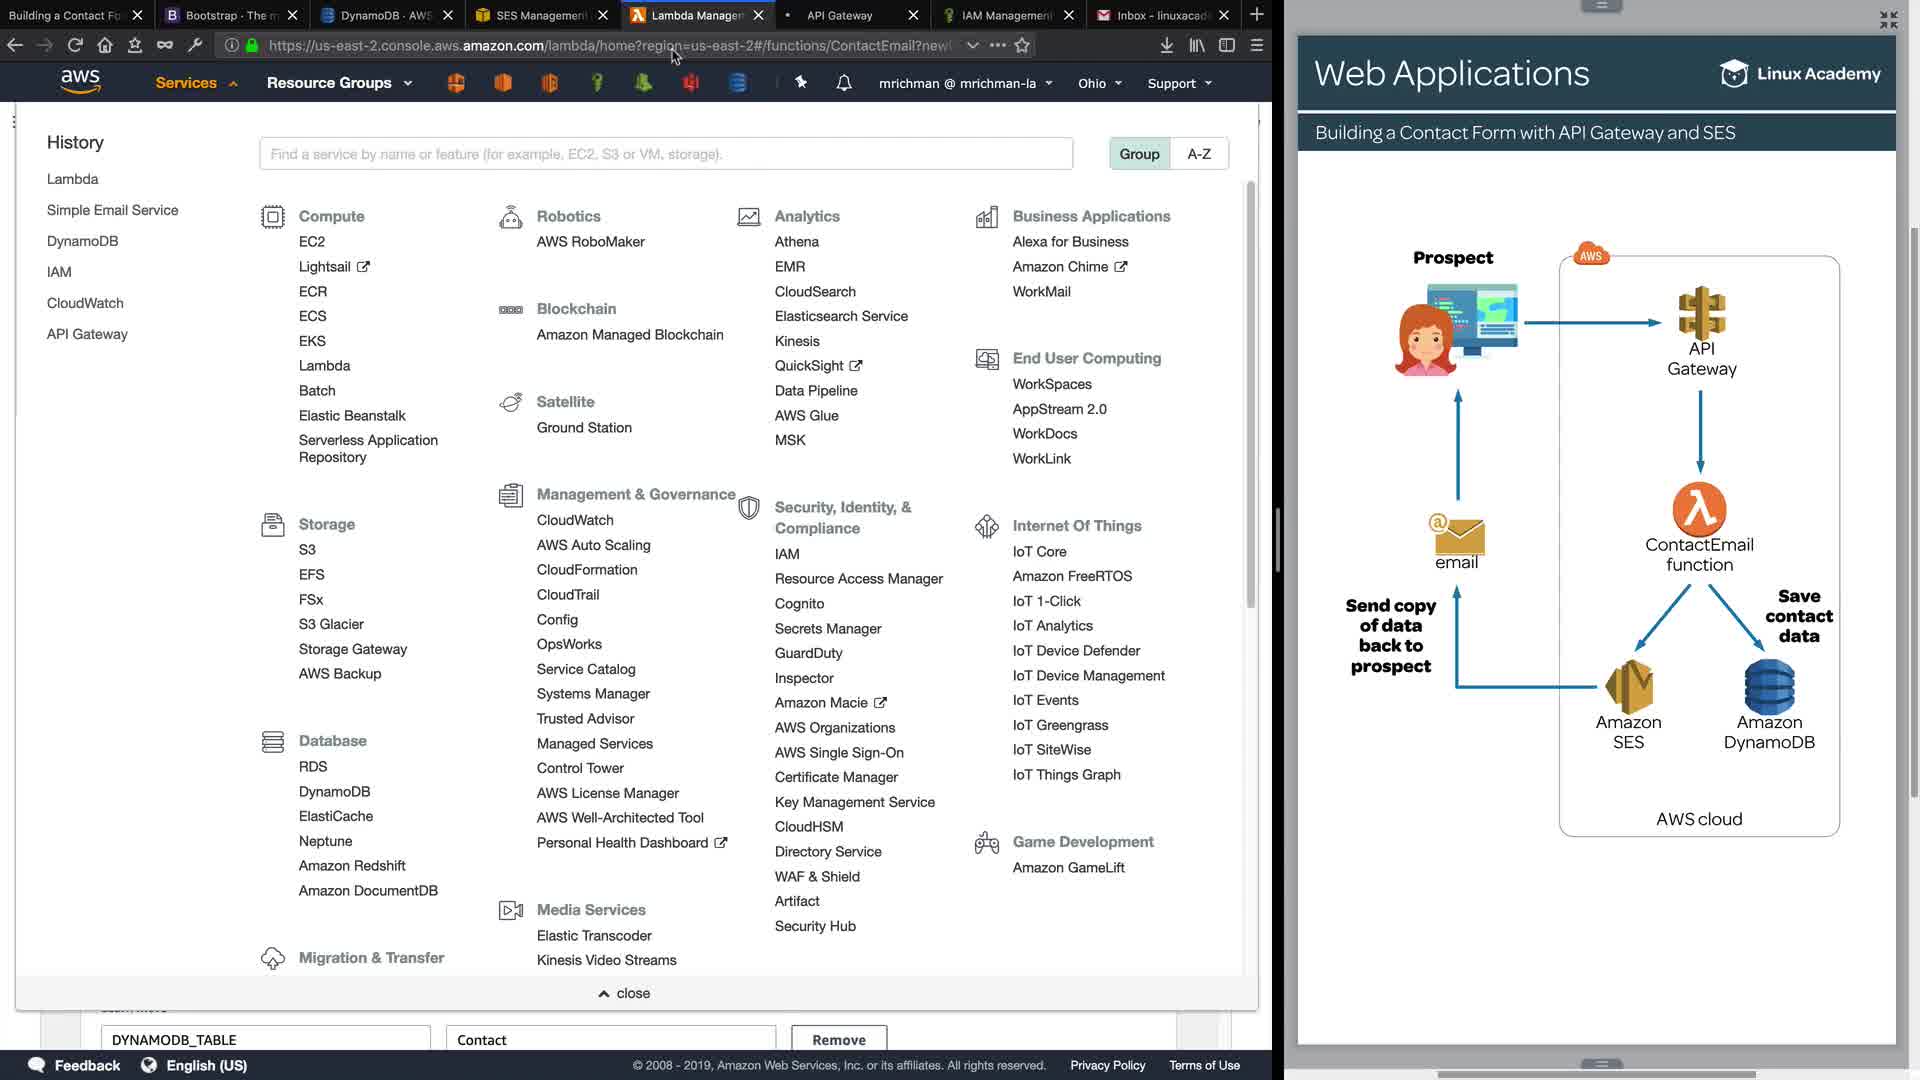 Building a Contact Fo
Bootstrap · The m
DynamoDB · AWS
SES Management
Lambda Managem
API Gateway
IAM Management
Inbox - linuxacad
https://us-east-2.console.aws.amazon.com/lambda/home?region=us-east-2#/functions/ContactEmail?new
aws
Services
Resource Groups
mrichman @ mrichman-la
Ohio
Support
History
Lambda
Simple Email Service
DynamoDB
IAM
CloudWatch
API Gateway
Find a service by name or feature (for example, EC2, S3 or VM, storage).
Group
A-Z
Compute
EC2
Lightsail
ECR
ECS
EKS
Lambda
Batch
Elastic Beanstalk
Serverless Application
Repository
Storage
S3
EFS
FSx
S3 Glacier
Storage Gateway
AWS Backup
Database
RDS
DynamoDB
ElastiCache
Neptune
Amazon Redshift
Amazon DocumentDB
Migration & Transfer
Robotics
AWS RoboMaker
Blockchain
Amazon Managed Blockchain
Satellite
Ground Station
Management & Governance
CloudWatch
AWS Auto Scaling
CloudFormation
CloudTrail
Config
OpsWorks
Service Catalog
Systems Manager
Trusted Advisor
Managed Services
Control Tower
AWS License Manager
AWS Well-Architected Tool
Personal Health Dashboard
Media Services
Elastic Transcoder
Kinesis Video Streams
Analytics
Athena
EMR
CloudSearch
Elasticsearch Service
Kinesis
QuickSight
Data Pipeline
AWS Glue
MSK
Security, Identity, &
Compliance
IAM
Resource Access Manager
Cognito
Secrets Manager
GuardDuty
Inspector
Amazon Macie
AWS Organizations
AWS Single Sign-On
Certificate Manager
Key Management Service
CloudHSM
Directory Service
WAF & Shield
Artifact
Security Hub
Business Applications
Alexa for Business
Amazon Chime
WorkMail
End User Computing
WorkSpaces
AppStream 2.0
WorkDocs
WorkLink
Internet Of Things
IoT Core
Amazon FreeRTOS
IoT 1-Click
IoT Analytics
IoT Device Defender
IoT Device Management
IoT Events
IoT Greengrass
IoT SiteWise
IoT Things Graph
Game Development
Amazon GameLift
close
DYNAMODB_TABLE
Contact
Remove
Feedback
English (US)
© 2008 - 2019, Amazon Web Services, Inc. or its affiliates. All rights reserved.
Privacy Policy
Terms of Use
Web Applications
Linux Academy
Building a Contact Form with API Gateway and SES
Prospect
AWS
API
Gateway
ContactEmail
function
email
Send copy
of data
back to
prospect
Save
contact
data
Amazon
SES
Amazon
DynamoDB
AWS cloud